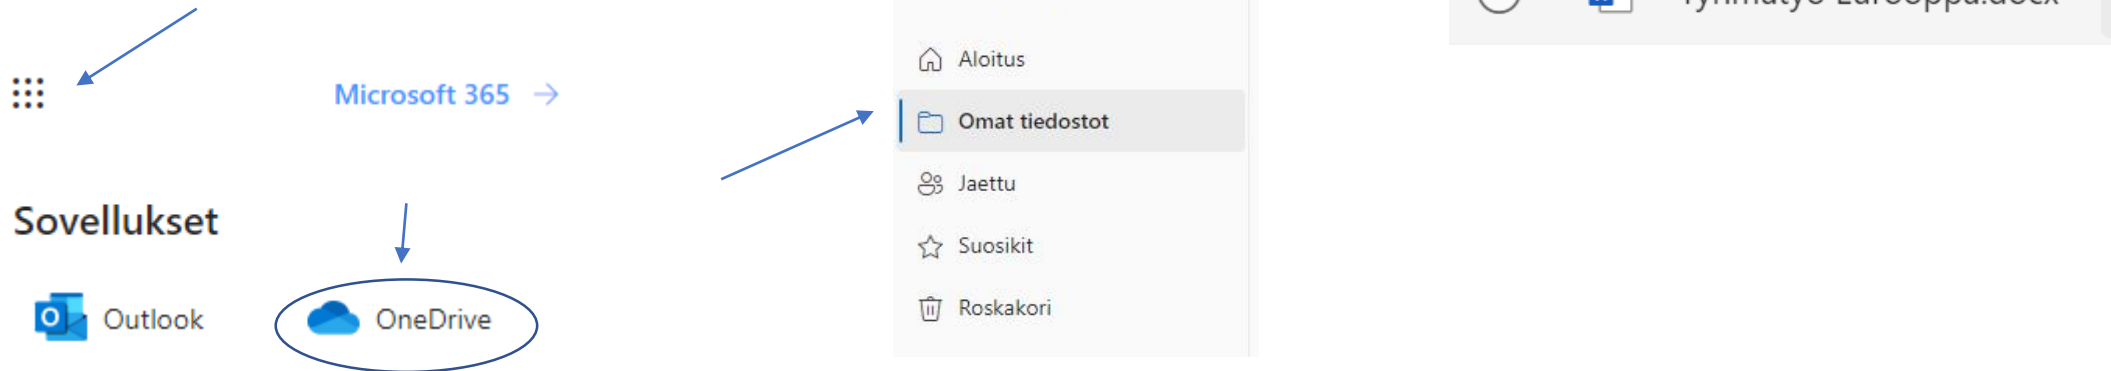 Microsoft 365
Sovellukset
Outlook
OneDrive
Aloitus
Omat tiedostot
Jaettu
Suosikit
Roskakori